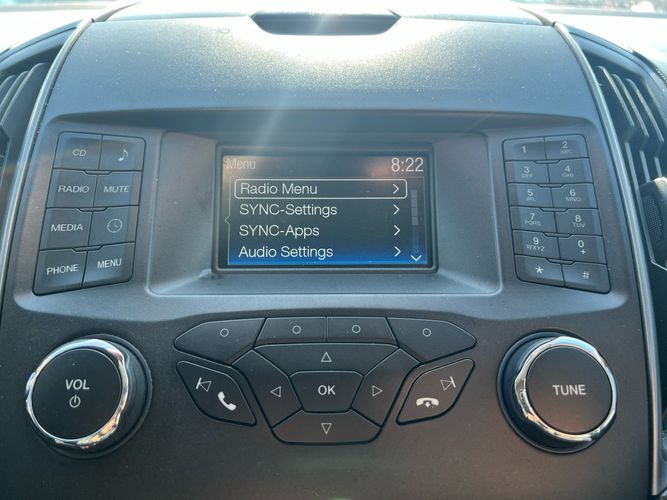 Menu 8:22
Radio Menu
SYNC-Settings
SYNC-Apps
Audio Settings
CD
RADIO MUTE
MEDIA
PHONE MENU
1 2 ABC
3 DEF 4 GHI
5 JKL 6 MNO
7 PQRS 8 TUV
9 WXYZ 0 +
* #
VOL
OK
TUNE